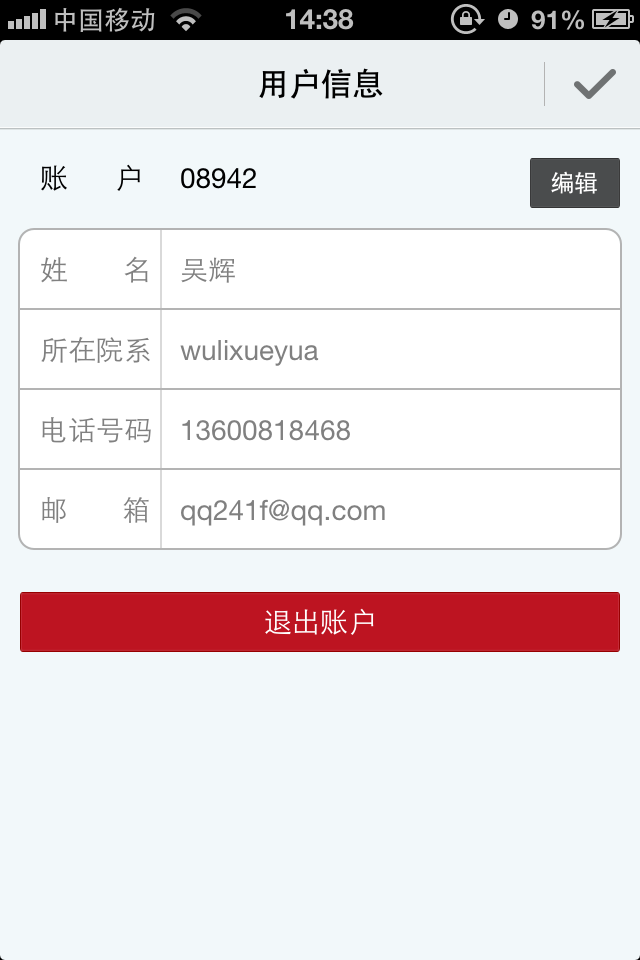 中国移动 14:38 91%
用户信息
账 户 08942 编辑
姓 名 吴辉
所在院系 wulixueyua
电话号码 13600818468
邮 箱 qq241f@qq.com
退出账户